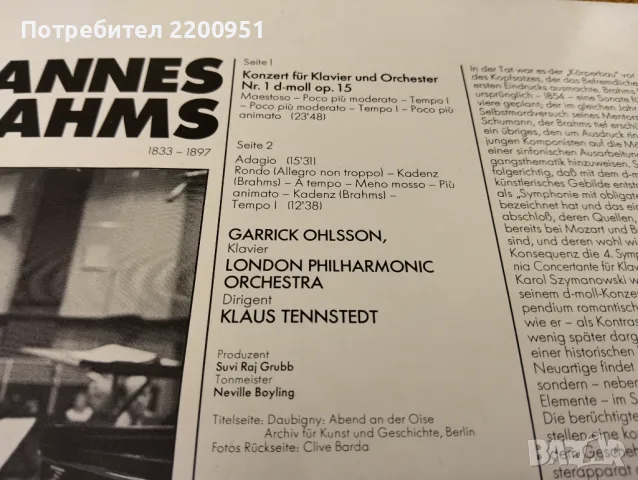 Потребител 2200951
ANNES
AHMS
1833 – 1897
Seite 1
Konzert für Klavier und Orchester
Nr. 1 d-moll op. 15
Maestoso – Poco più moderato – Tempo I
– Poco più moderato – Tempo I – Poco più
animato (23'48)
Seite 2
Adagio (15'31)
Rondo (Allegro non troppo) – Kadenz
(Brahms) – A tempo – Meno mosso – Più
animato – Kadenz (Brahms) –
Tempo I (12'38)
GARRICK OHLSSON,
Klavier
LONDON PHILHARMONIC
ORCHESTRA
Dirigent
KLAUS TENNSTEDT
Produzent
Suvi Raj Grubb
Tonmeister
Neville Boyling
Titelseite: Daubigny: Abend an der Oise
Archiv für Kunst und Geschichte, Berlin
Fotos Rückseite: Clive Barda
In der Tat war es der „Körperbau" vor
des Kopfsatzes, der das Befremdliche
ersten Eindrucks ausmachte. Brahms
ursprünglich – 1854 – eine Sonate
viere geplant; der im gleichen Jahr
Selbstmordversuch seines Mentors
Schumann, der Brahms tief erschü
ein übriges, den um Ausdruck
jungen Komponisten auf die M
einer sinfonischen Ausarbeitung
gangsthematik hinzuweisen. S
folgerichtig, daß mit dem d-m
künstlerisches Gebilde entsta
als „Symphonie mit obligate
bezeichnet hat und das ein
abschloß, deren Quellen,
bereits bei Mozart und B
sind, und deren wohl wi
Konsequenz die 4. Symp
nia Concertante für Klavi
Karol Szymanowski w
seinem d-moll-Konze
pendium romantisch
wie er – als Kontras
wenig später darg
einer historischen
Neuartige findet
sondern – neben
Elemente – im S
Die berüchtigte
stellen eine ko
dem Gescheh